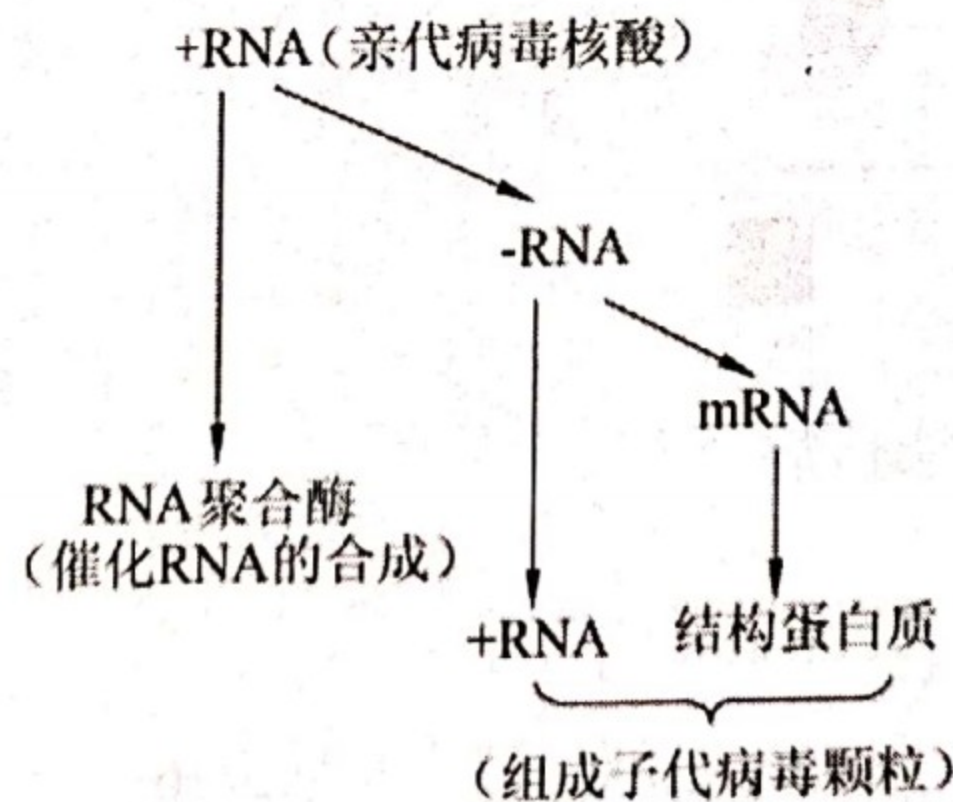 +RNA(亲代病毒核酸)
-RNA
mRNA
RNA聚合酶
(催化RNA的合成)
+RNA
结构蛋白质
(组成子代病毒颗粒)